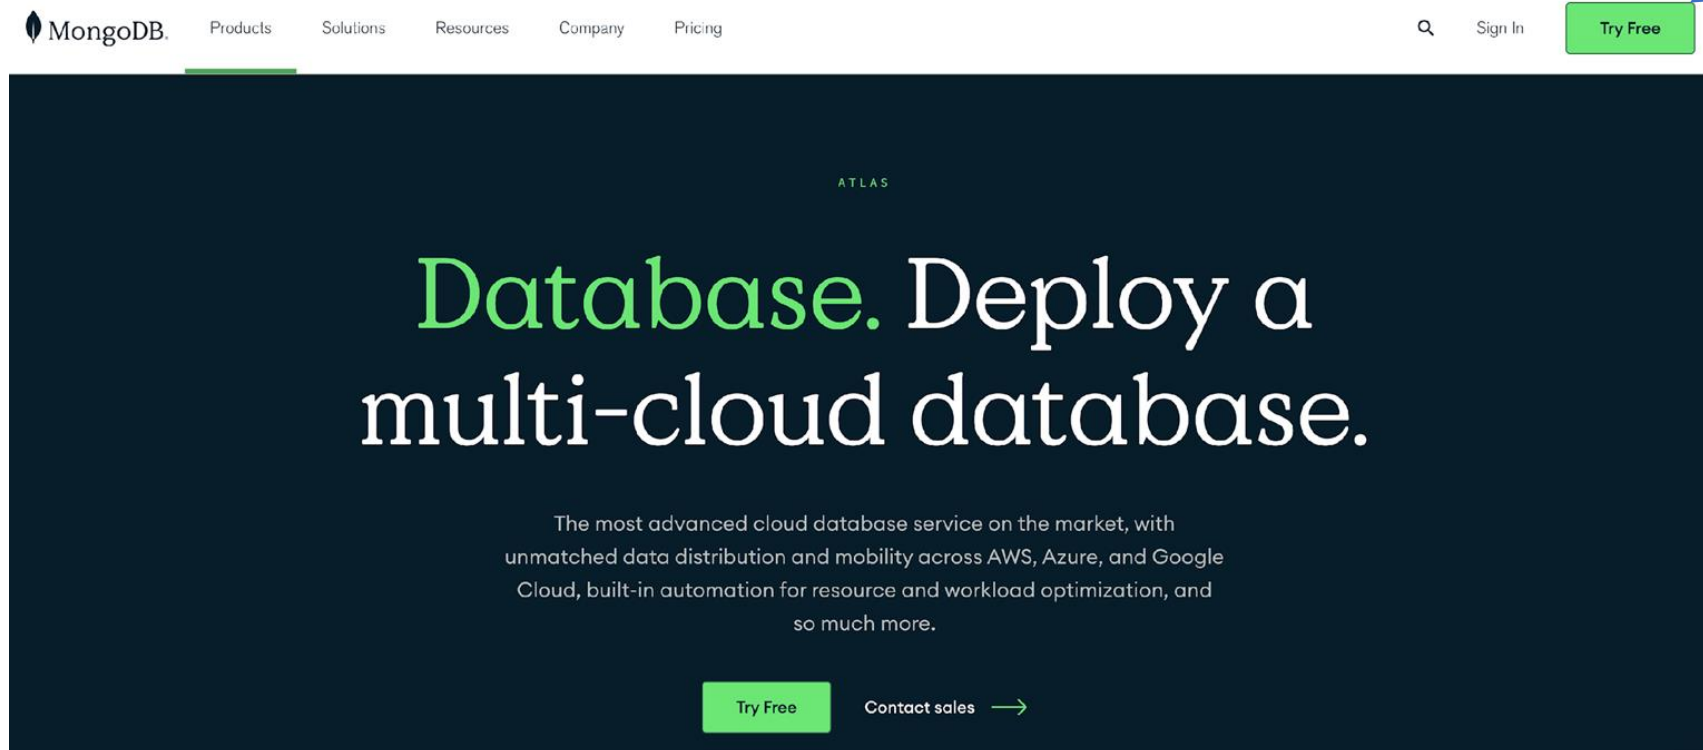 MongoDB.
Products
Solutions
Resources
Company
Pricing
Sign In
Try Free
ATLAS
Database. Deploy a
multi-cloud database.
The most advanced cloud database service on the market, with
unmatched data distribution and mobility across AWS, Azure, and Google
Cloud, built-in automation for resource and workload optimization, and
so much more.
Try Free
Contact sales